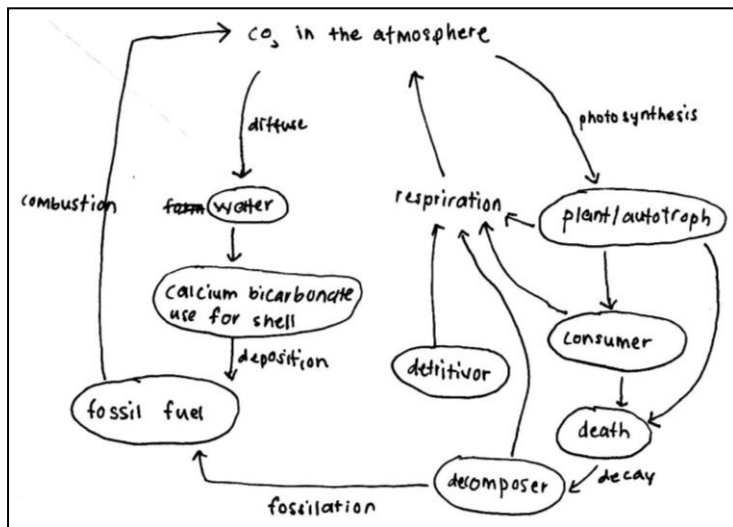 CO₂ in the atmosphere
diffuse
photosynthesis
combustion
water
respriration
plant/autotroph
calcium bicarbonate
use for shell
consumer
deposition
detritivor
fossil fuel
death
decay
decomposer
fossilation